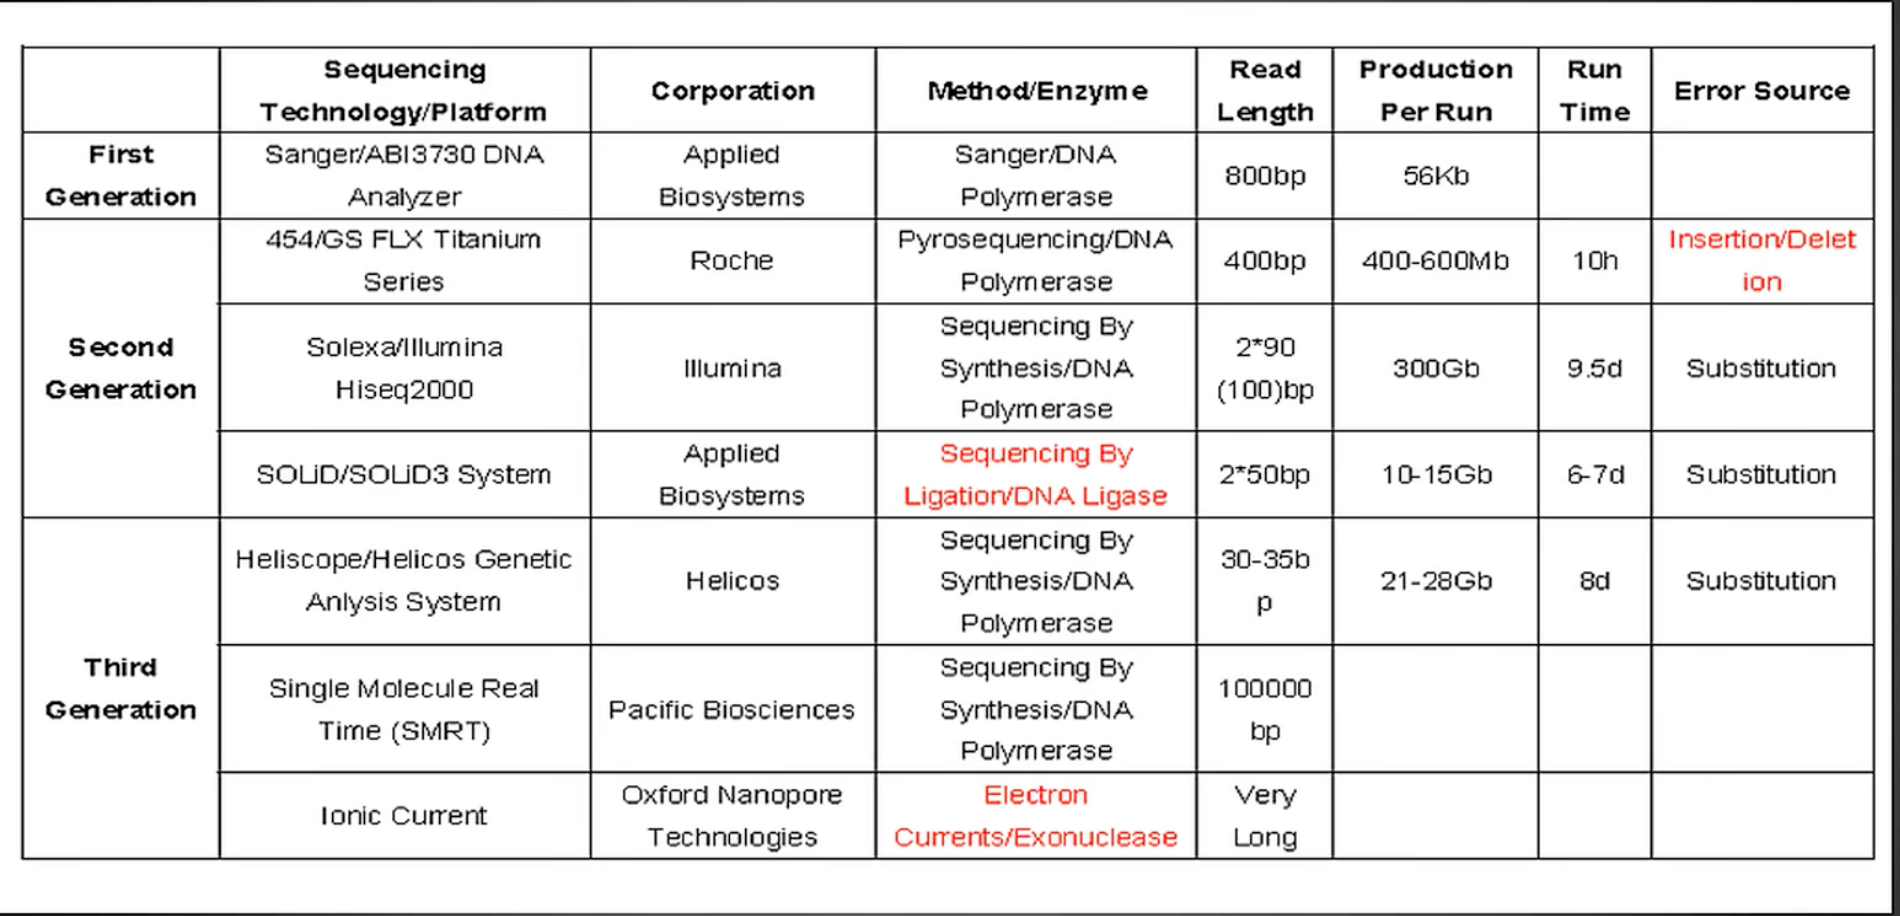 Sequencing Technology/Platform Corporation Method/Enzyme Read Length Production Per Run Run Time Error Source
First Generation Sanger/ABI3730 DNA Analyzer Applied Biosystems Sanger/DNA Polymerase 800bp 56Kb
Second Generation
454/GS FLX Titanium Series Roche Pyrosequencing/DNA Polymerase 400bp 400-600Mb 10h Insertion/Deletion
Solexa/Illumina Hiseq2000 Illumina Sequencing By Synthesis/DNA Polymerase 2*90 (100)bp 300Gb 9.5d Substitution
SOLiD/SOLiD3 System Applied Biosystems Sequencing By Ligation/DNA Ligase 2*50bp 10-15Gb 6-7d Substitution
Third Generation
Heliscope/Helicos Genetic Anlysis System Helicos Sequencing By Synthesis/DNA Polymerase 30-35bp 21-28Gb 8d Substitution
Single Molecule Real Time (SMRT) Pacific Biosciences Sequencing By Synthesis/DNA Polymerase 100000 bp
Ionic Current Oxford Nanopore Technologies Electron Currents/Exonuclease Very Long